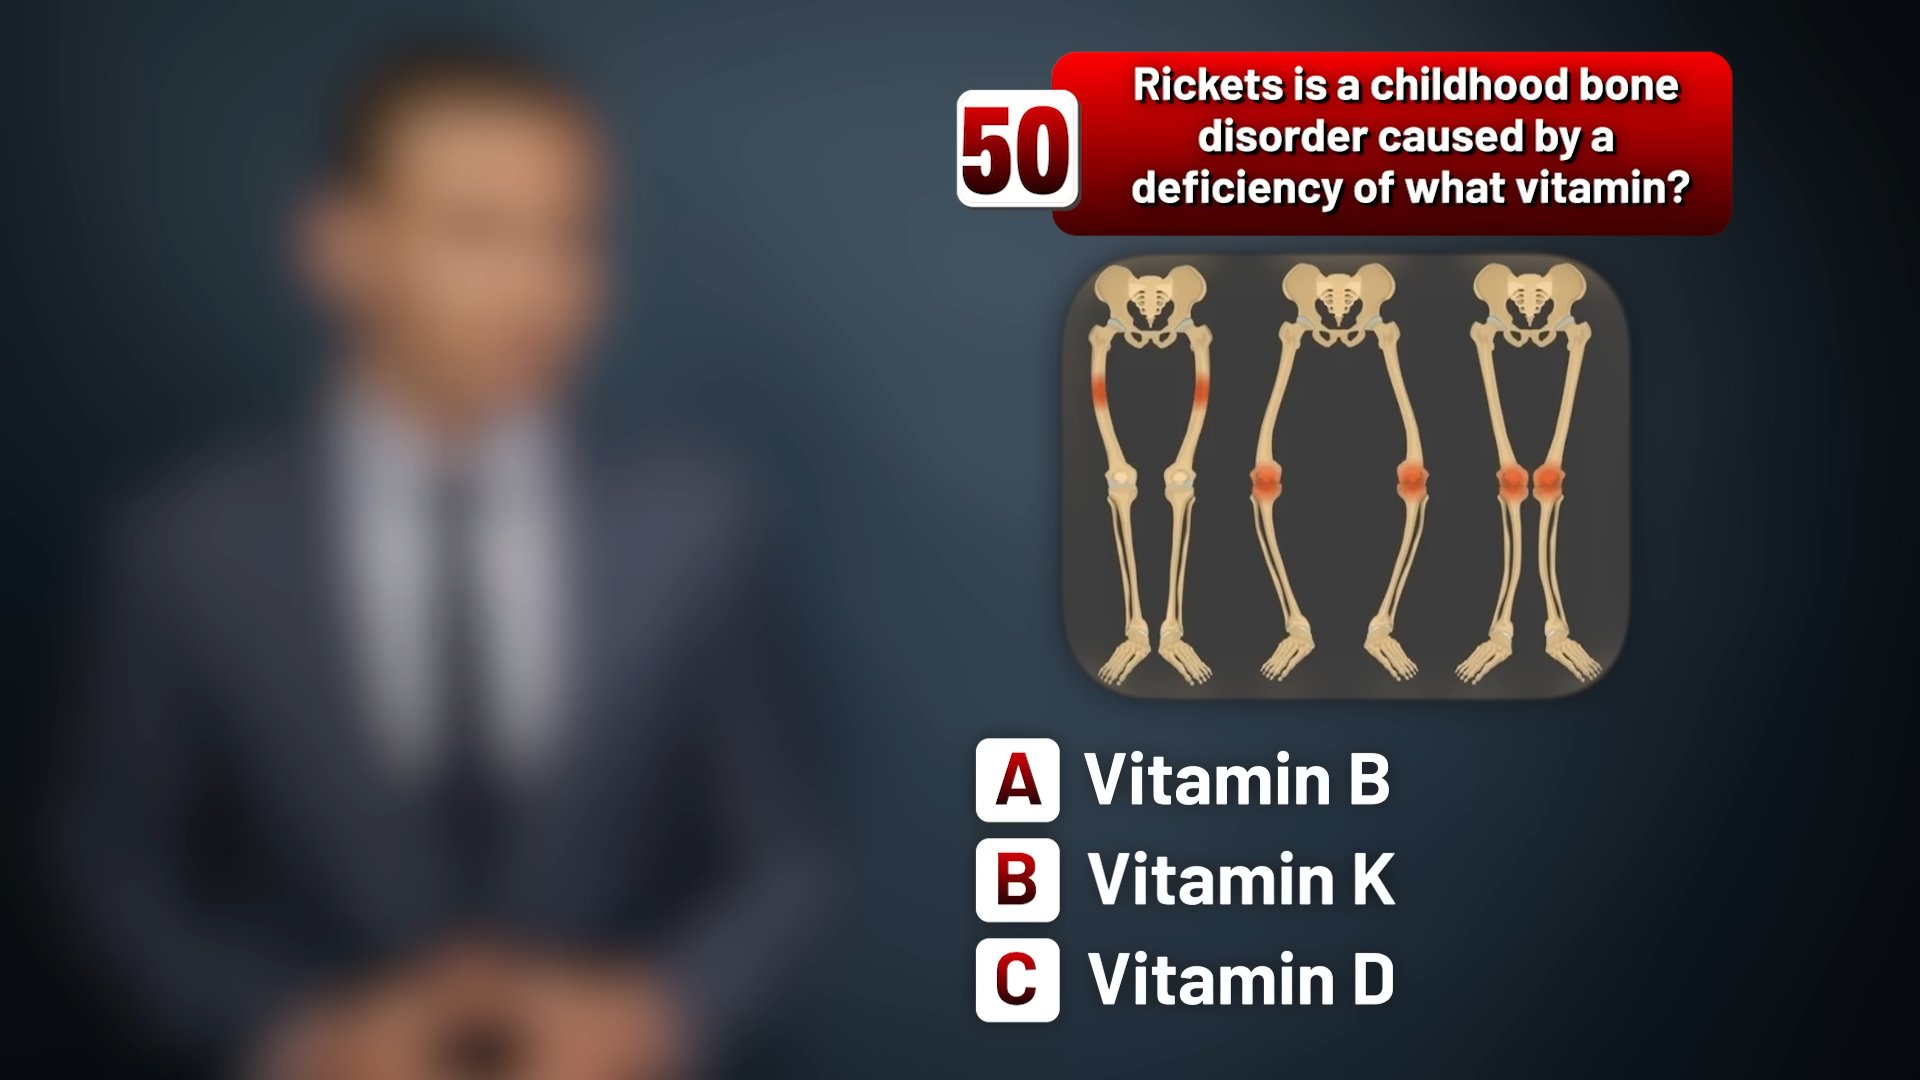 50
Rickets is a childhood bone
disorder caused by a
deficiency of what vitamin?
A Vitamin B
B Vitamin K
C Vitamin D